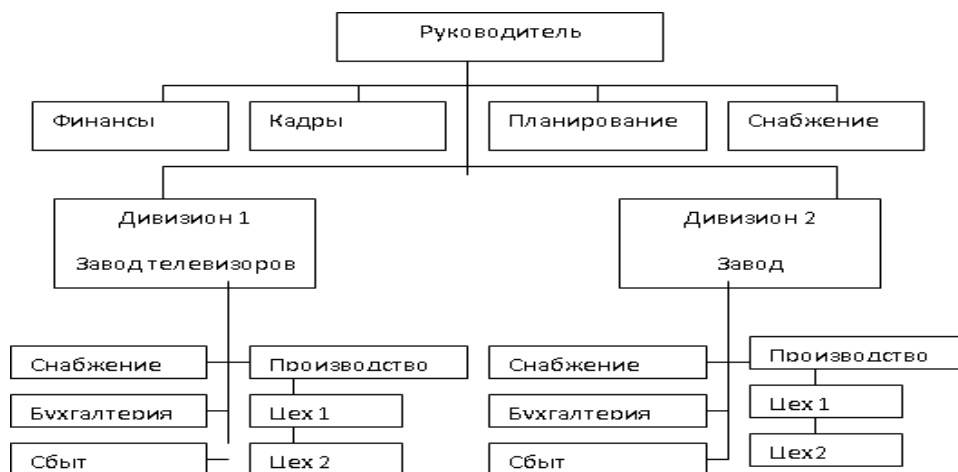 Руководитель
Финансы
Кадры
Планирование
Снабжение
Дивизион 1
Завод телевизоров
Дивизион 2
Завод
Снабжение
Производство
Бухгалтерия
Цех 1
Сбыт
Цех 2
Снабжение
Производство
Бухгалтерия
Цех 1
Сбыт
Цех2